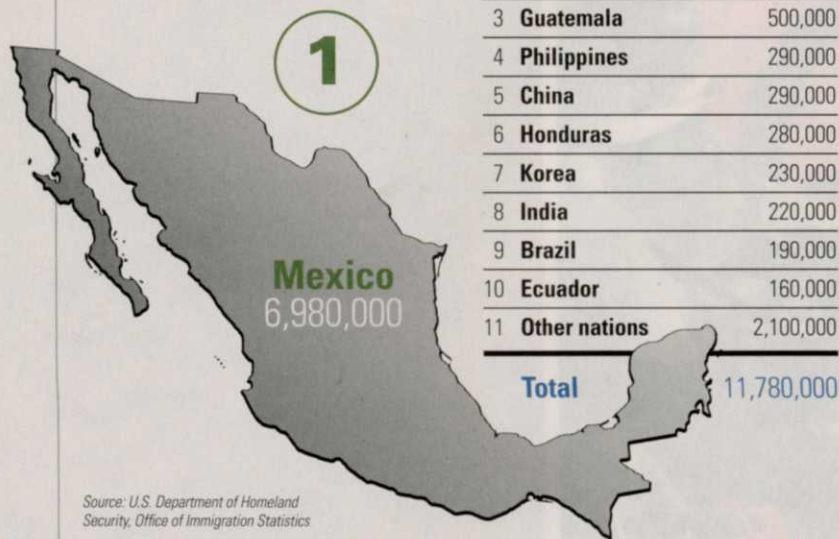 1
Mexico
6,980,000
3 Guatemala 500,000
4 Philippines 290,000
5 China 290,000
6 Honduras 280,000
7 Korea 230,000
8 India 220,000
9 Brazil 190,000
10 Ecuador 160,000
11 Other nations 2,100,000
Total 11,780,000
Source: U.S. Department of Homeland
Security, Office of Immigration Statistics